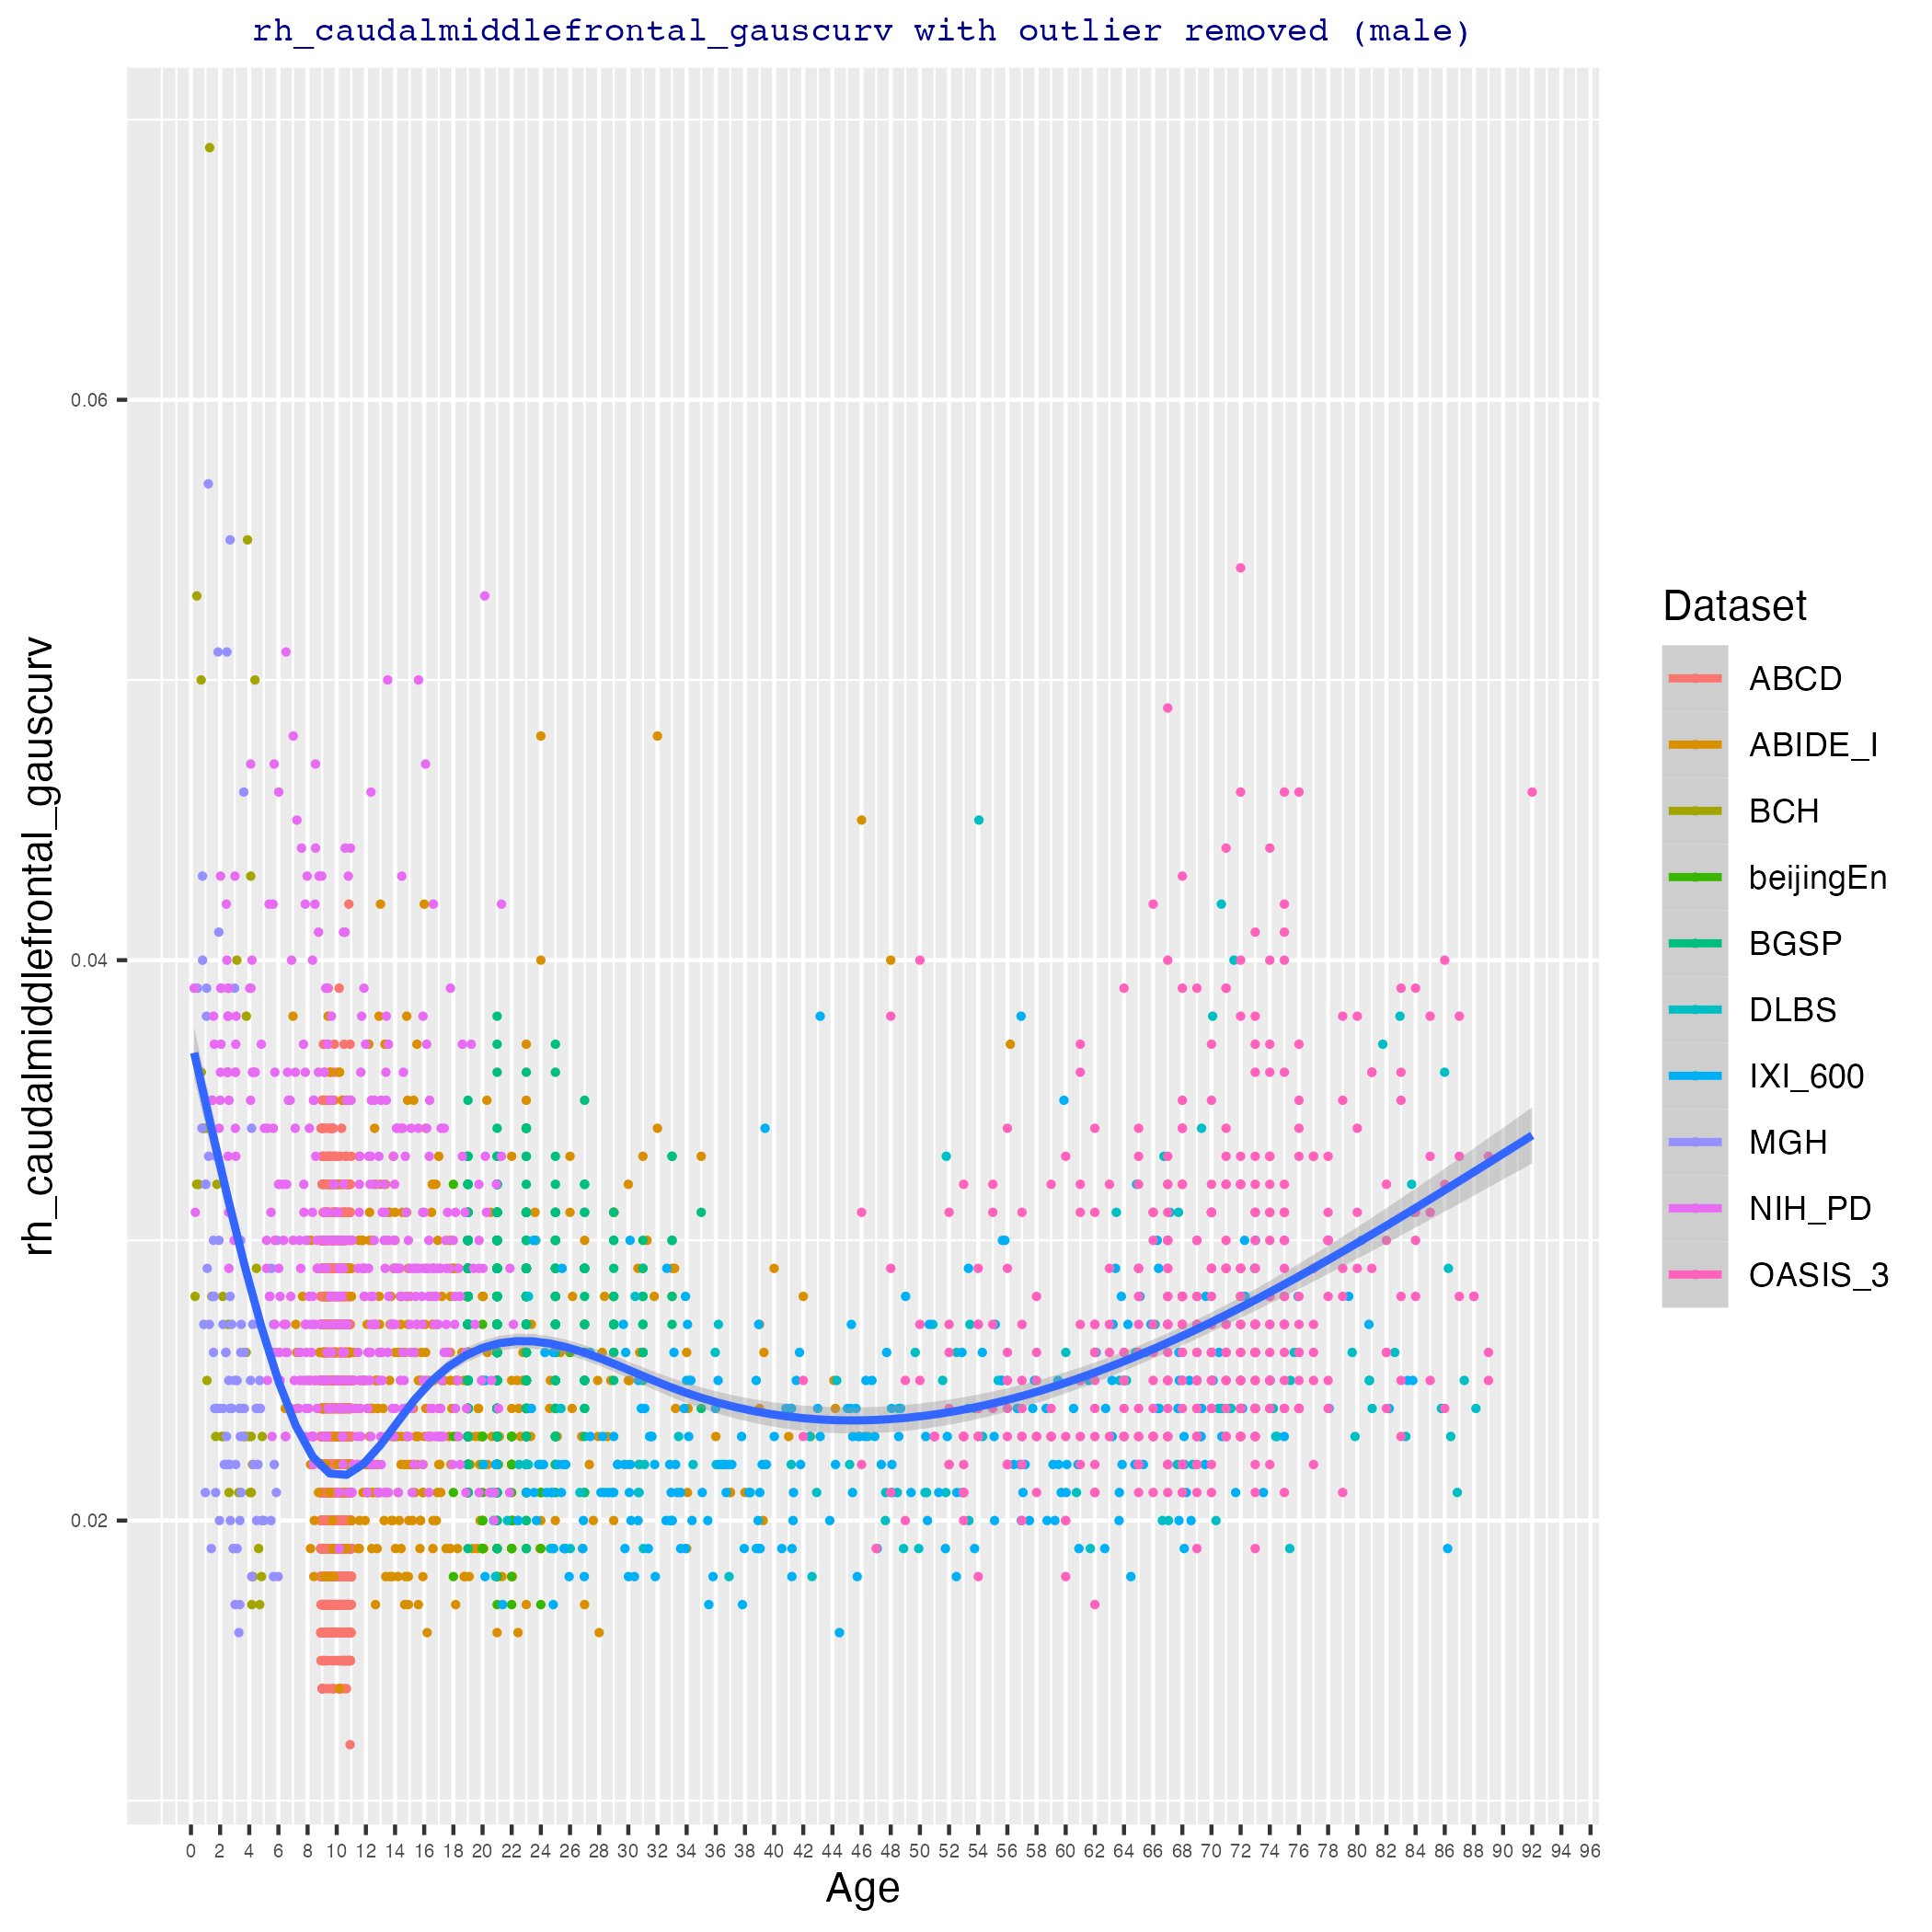 rh_caudalmiddlefrontal_gauscurv with outlier removed (male)
rh_caudalmiddlefrontal_gauscurv
0.06
0.04
0.02
0 2 4 6 8 10 12 14 16 18 20 22 24 26 28 30 32 34 36 38 40 42 44 46 48 50 52 54 56 58 60 62 64 66 68 70 72 74 76 78 80 82 84 86 88 90 92 94 96
Age
Dataset
ABCD
ABIDE_I
BCH
beijingEn
BGSP
DLBS
IXI_600
MGH
NIH_PD
OASIS_3